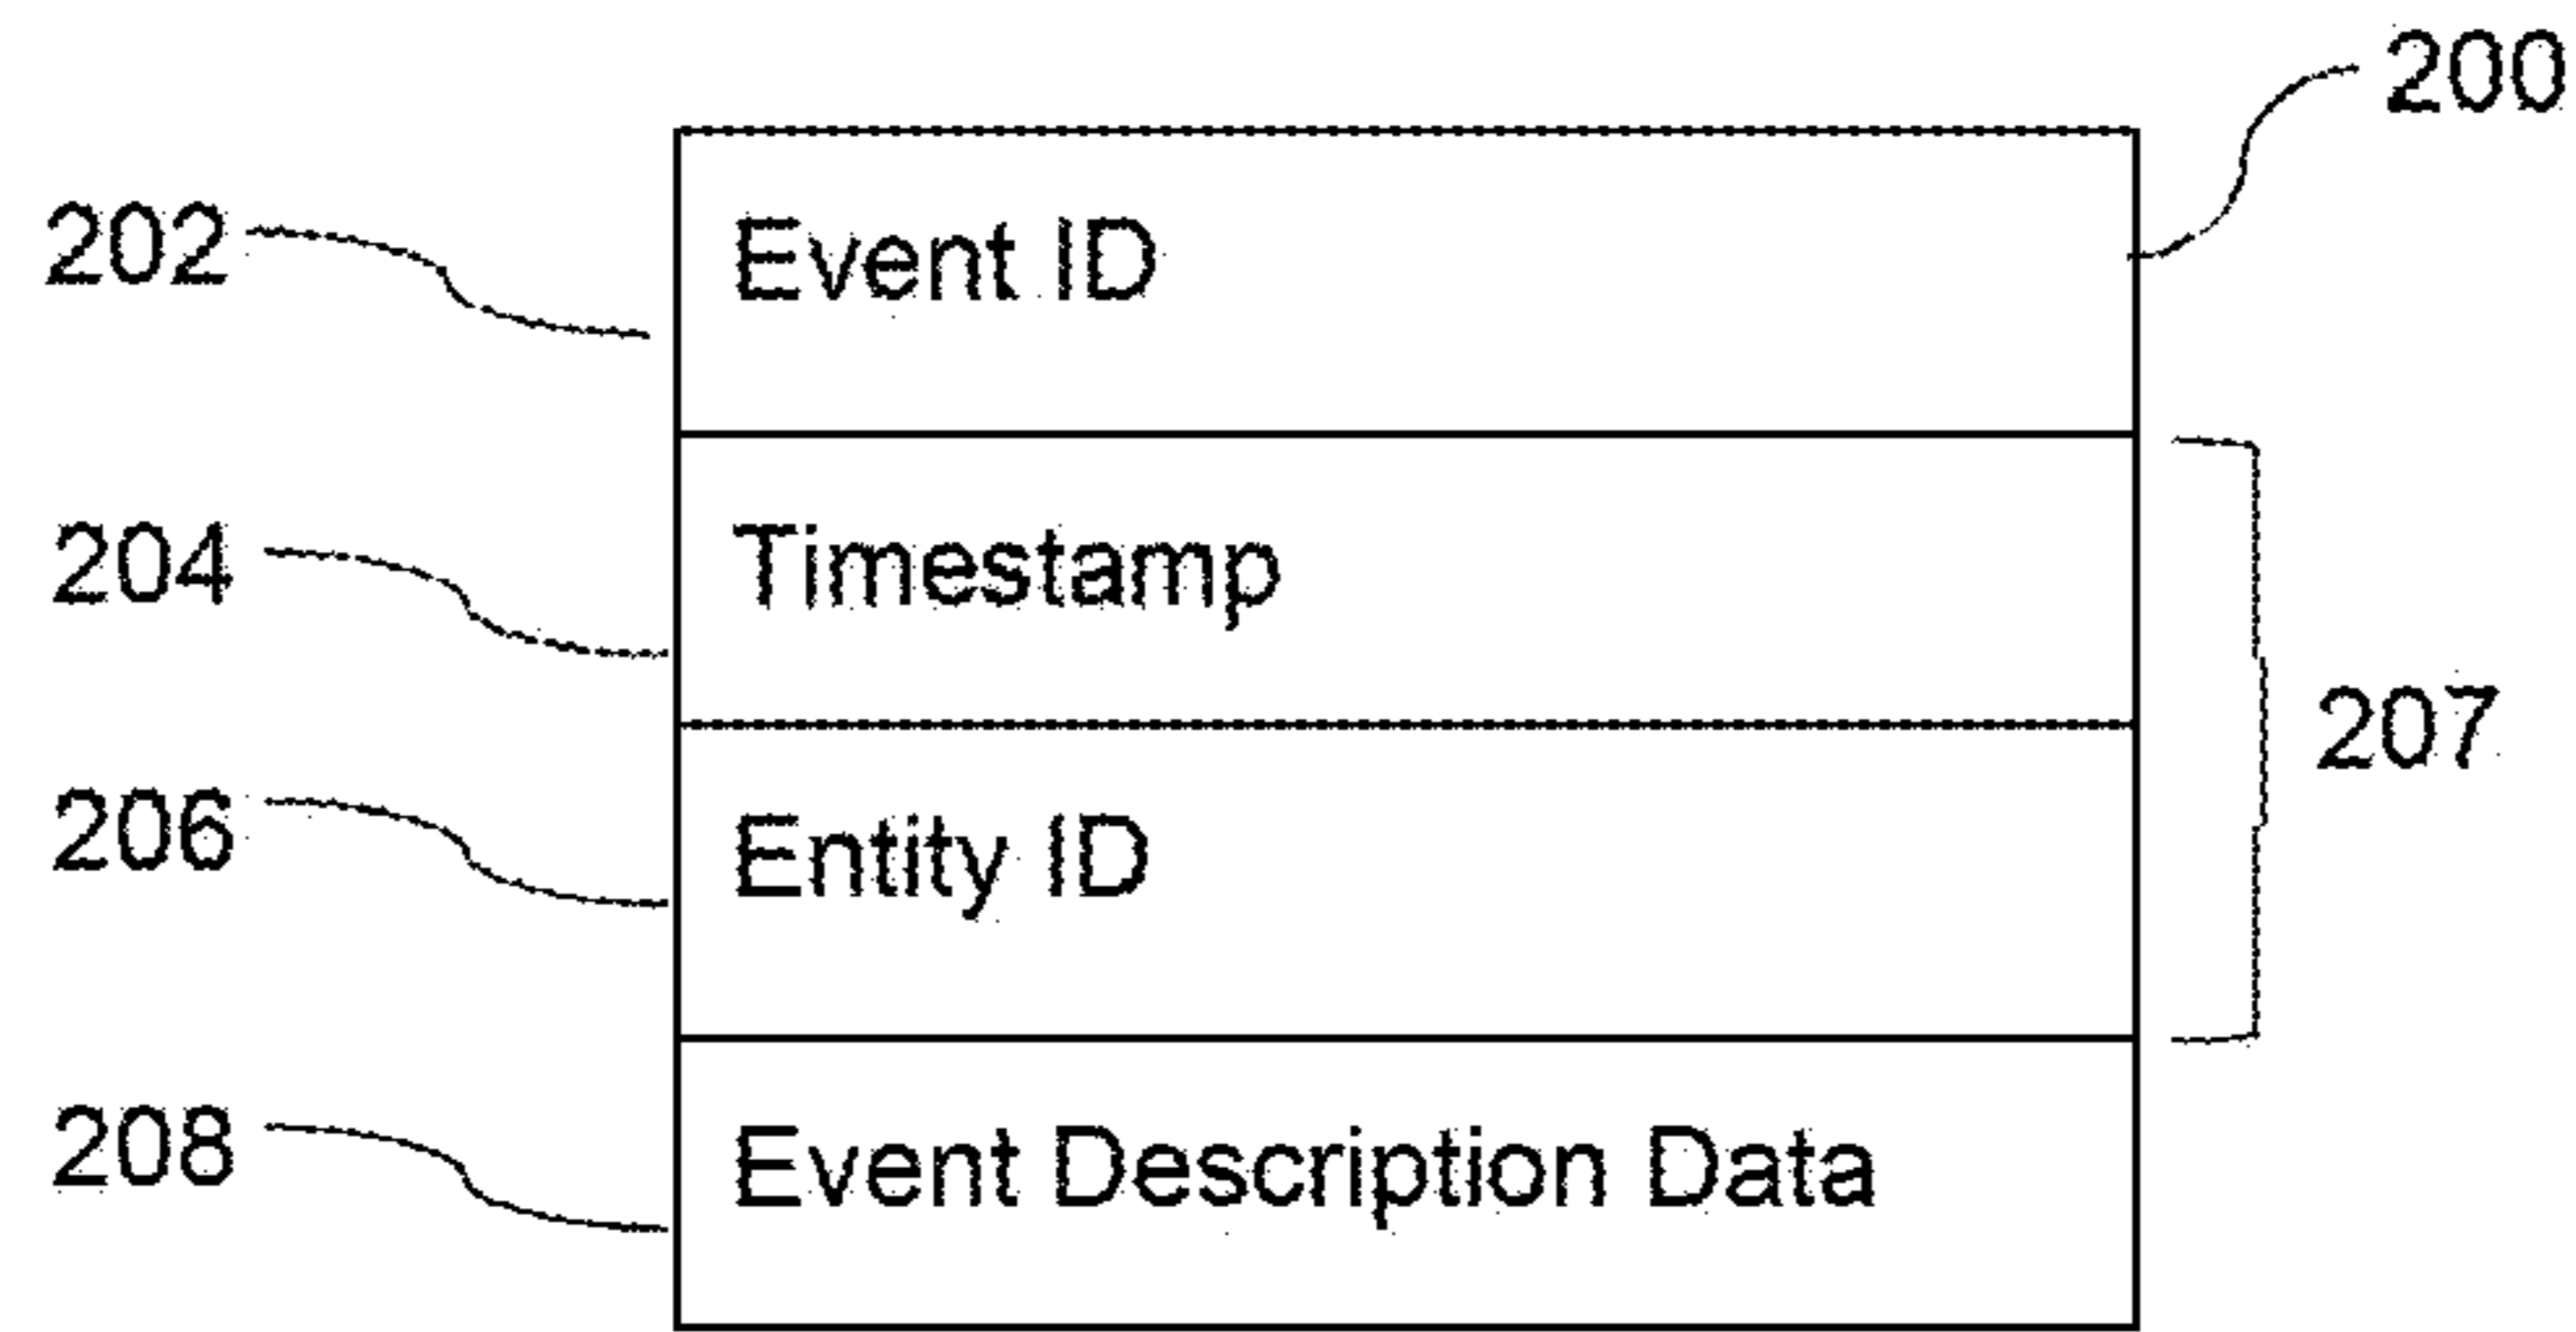 200
202 Event ID
204 Timestamp
207
206 Entity ID
208 Event Description Data